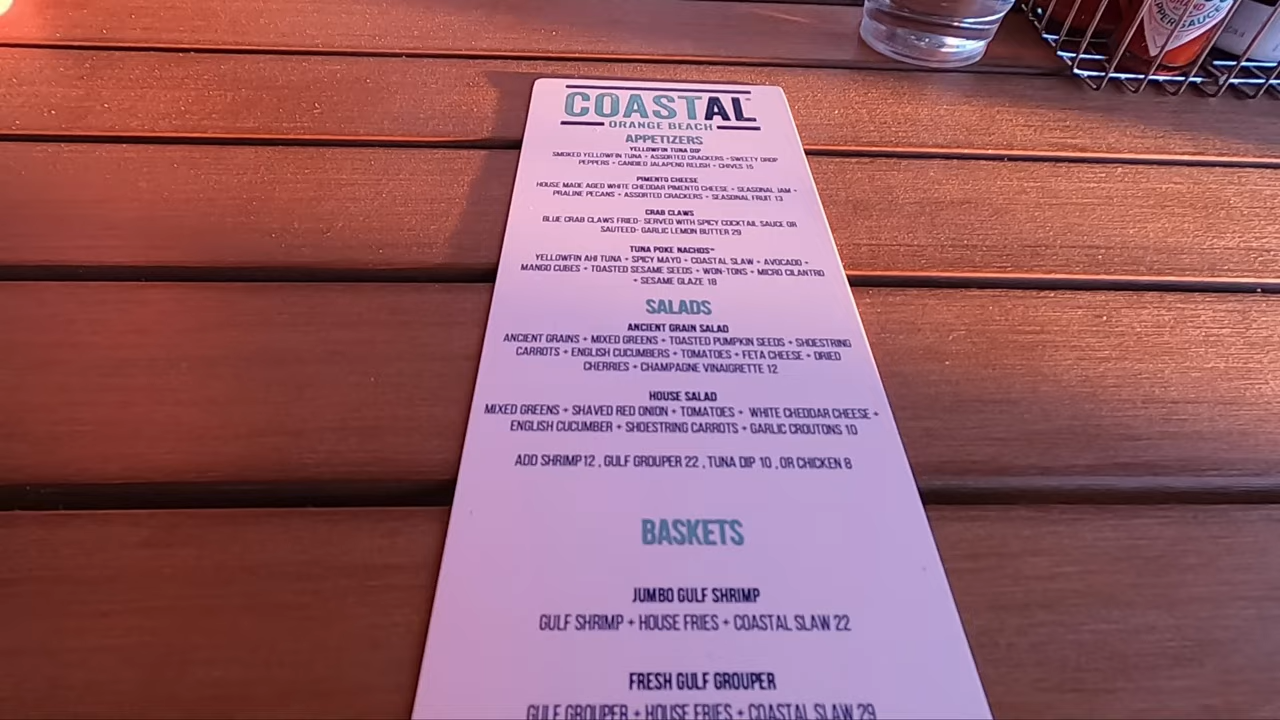 COASTAL
ORANGE BEACH
APPETIZERS
YELLOWFIN TUNA DIP
SMOKED YELLOWFIN TUNA + ASSORTED CRACKERS +SWEETY DROP
PEPPERS + CANDIED JALAPENO RELISH + CHIVES 15
PIMENTO CHEESE
HOUSE MADE AGED WHITE CHEDDAR PIMENTO CHEESE + SEASONAL JAM +
PRALINE PECANS + ASSORTED CRACKERS + SEASONAL FRUIT 13
CRAB CLAWS
BLUE CRAB CLAWS FRIED- SERVED WITH SPICY COCKTAIL SAUCE OR
SAUTEED- GARLIC LEMON BUTTER 29
TUNA POKE NACHOS**
YELLOWFIN AHI TUNA + SPICY MAYO + COASTAL SLAW + AVOCADO +
MANGO CUBES + TOASTED SESAME SEEDS + WON-TONS + MICRO CILANTRO
+ SESAME GLAZE 18
SALADS
ANCIENT GRAIN SALAD
ANCIENT GRAINS + MIXED GREENS + TOASTED PUMPKIN SEEDS + SHOESTRING
CARROTS + ENGLISH CUCUMBERS + TOMATOES + FETA CHEESE + DRIED
CHERRIES + CHAMPAGNE VINAIGRETTE 12
HOUSE SALAD
MIXED GREENS + SHAVED RED ONION + TOMATOES + WHITE CHEDDAR CHEESE +
ENGLISH CUCUMBER + SHOESTRING CARROTS + GARLIC CROUTONS 10
ADD SHRIMP12 , GULF GROUPER 22 , TUNA DIP 10 , OR CHICKEN 8
BASKETS
JUMBO GULF SHRIMP
GULF SHRIMP + HOUSE FRIES + COASTAL SLAW 22
FRESH GULF GROUPER
GULF GROUPER + HOUSE FRIES + COASTAL SLAW 29